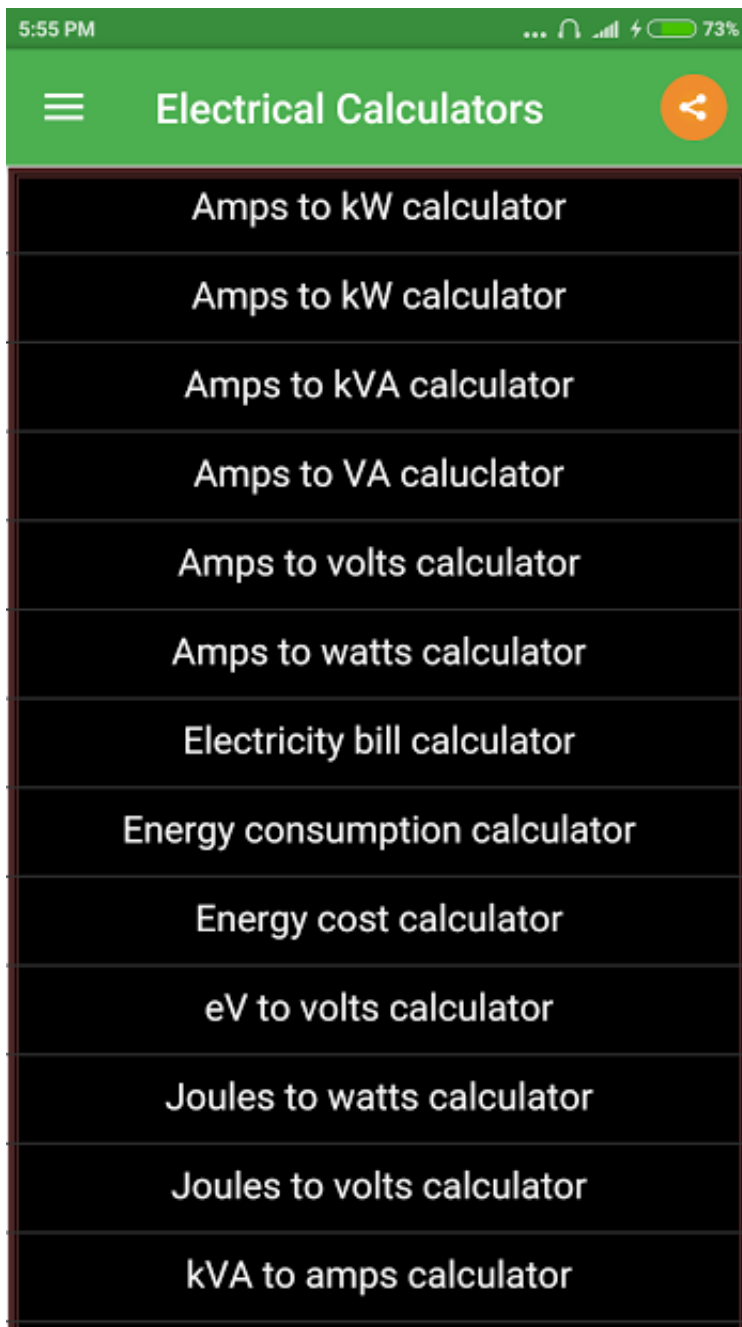 5:55 PM ... 73%
Electrical Calculators
Amps to kW calculator
Amps to kW calculator
Amps to kVA calculator
Amps to VA caluclator
Amps to volts calculator
Amps to watts calculator
Electricity bill calculator
Energy consumption calculator
Energy cost calculator
eV to volts calculator
Joules to watts calculator
Joules to volts calculator
kVA to amps calculator